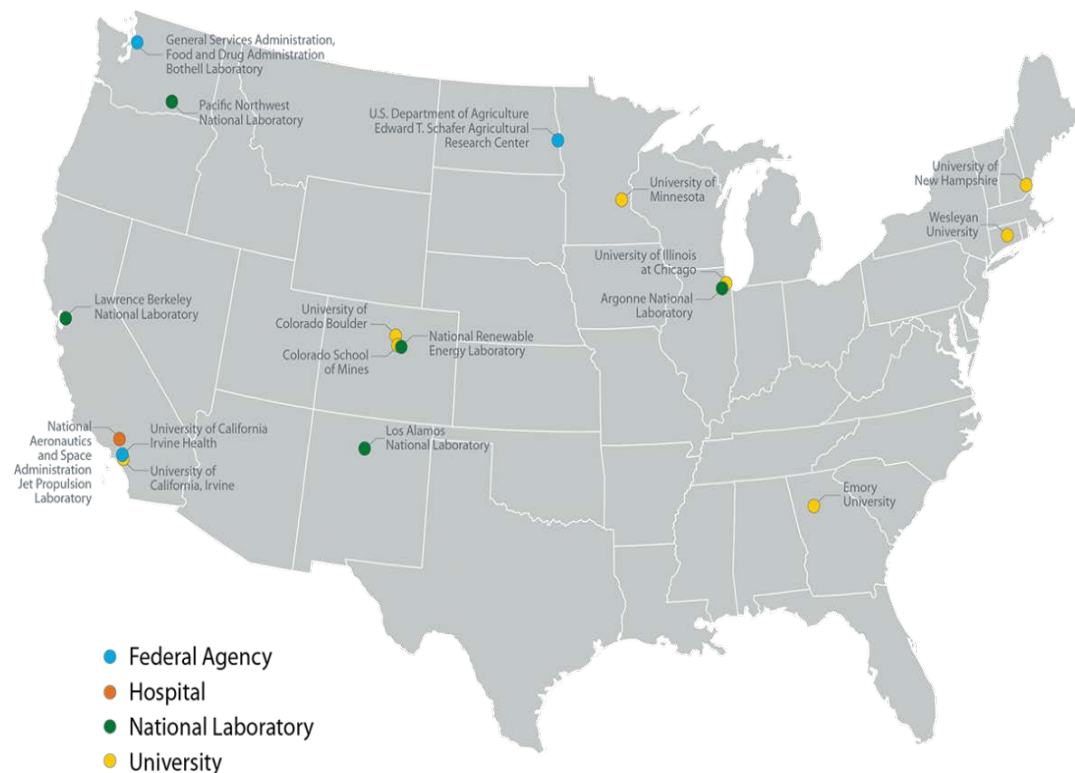 General Services Administration,
Food and Drug Administration
Bothell Laboratory
Pacific Northwest
National Laboratory
U.S. Department of Agriculture
Edward T. Schafer Agricultural
Research Center
University of
Minnesota
University of
New Hampshire
Wesleyan
University
University of Illinois
at Chicago
Argonne National
Laboratory
Lawrence Berkeley
National Laboratory
University of
Colorado Boulder
Colorado School
of Mines
National Renewable
Energy Laboratory
National
Aeronautics
and Space
Administration
Jet Propulsion
Laboratory
University of California
Irvine Health
University of
California, Irvine
Los Alamos
National Laboratory
Emory
University
Federal Agency
Hospital
National Laboratory
University